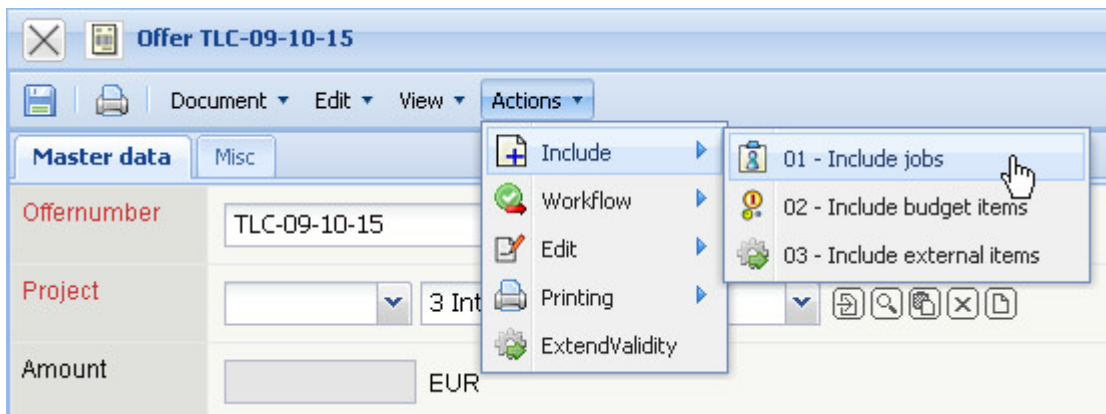 Offer TLC-09-10-15
Document Edit View Actions
Master data Misc
Include
01 - Include jobs
Offernumber
TLC-09-10-15
Workflow
02 - Include budget items
Edit
03 - Include external items
Project
3 Int
Printing
ExtendValidity
Amount
EUR